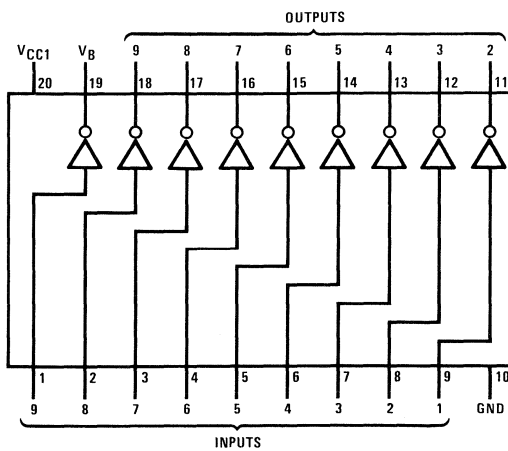 OUTPUTS
VCC1 VB 9 8 7 6 5 4 3 2
20 19 18 17 16 15 14 13 12 11
1 2 3 4 5 6 7 8 9 10
9 8 7 6 5 4 3 2 1 GND
INPUTS